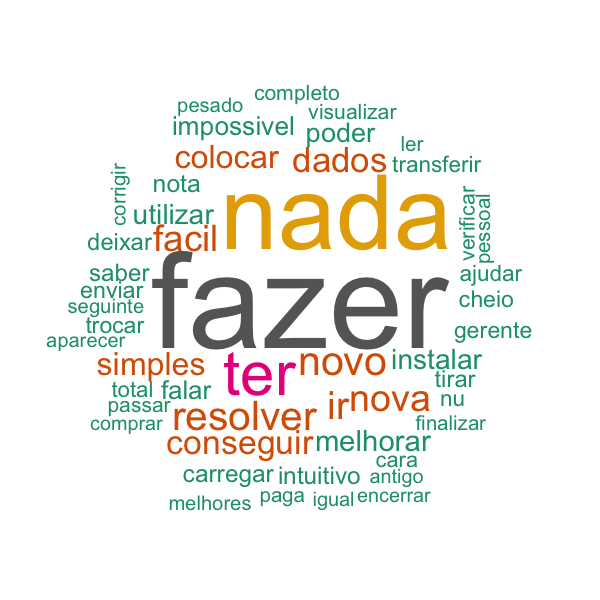 completo
pesado
visualizar
impossivel
poder
ler
colocar
dados
transferir
corrigir
nota
nada
verificar
pessoal
utilizar
deixar
facil
fazer
saber
ajudar
enviar
cheio
seguinte
trocar
gerente
aparecer
simples
ter
novo
instalar
tirar
total
falar
passar
resolver
ir
nova
nu
comprar
finalizar
conseguir
melhorar
cara
carregar
intuitivo
antigo
melhores
paga
igual
encerrar